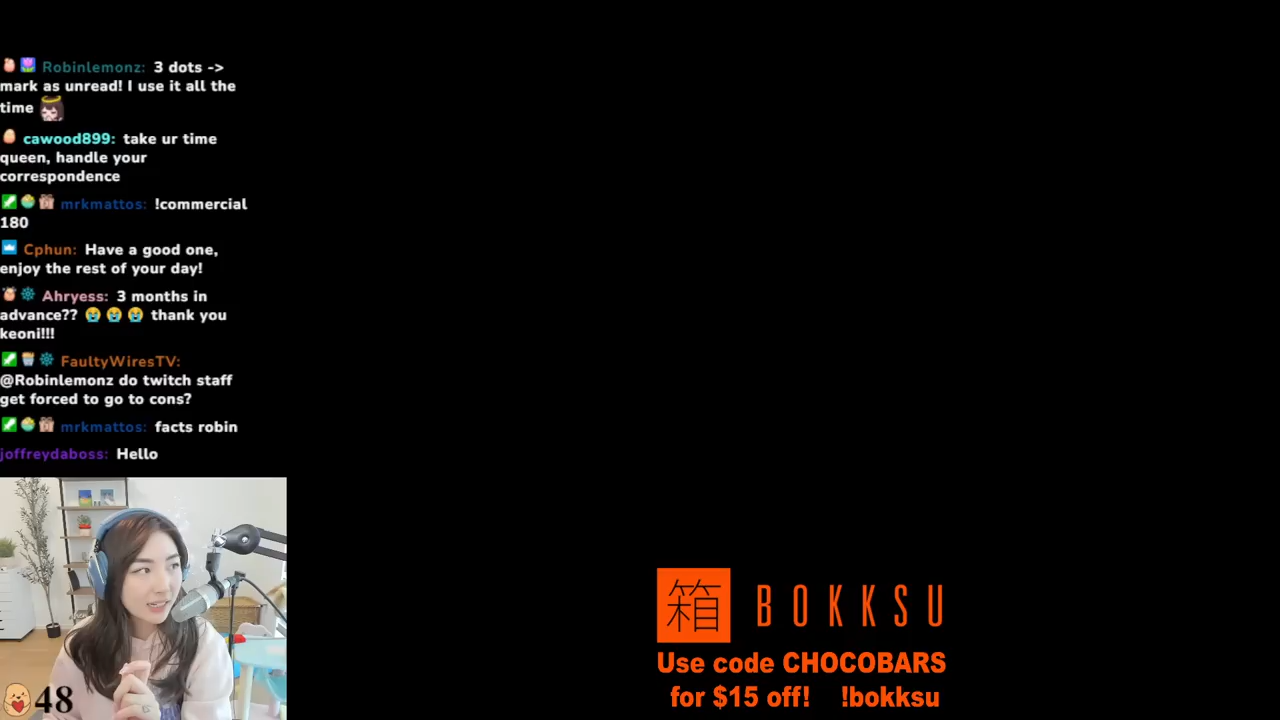 Robinlemonz: 3 dots ->
mark as unread! I use it all the
time
cawood899: take ur time
queen, handle your
correspondence
mrkmattos: !commercial
180
Cphun: Have a good one,
enjoy the rest of your day!
Ahryess: 3 months in
advance?? 😭 😭 😭 thank you
keoni!!!
FaultyWiresTV:
@Robinlemonz do twitch staff
get forced to go to cons?
mrkmattos: facts robin
joffreydaboss: Hello
48
箱 BOKKSU
Use code CHOCOBARS
for $15 off! !bokksu